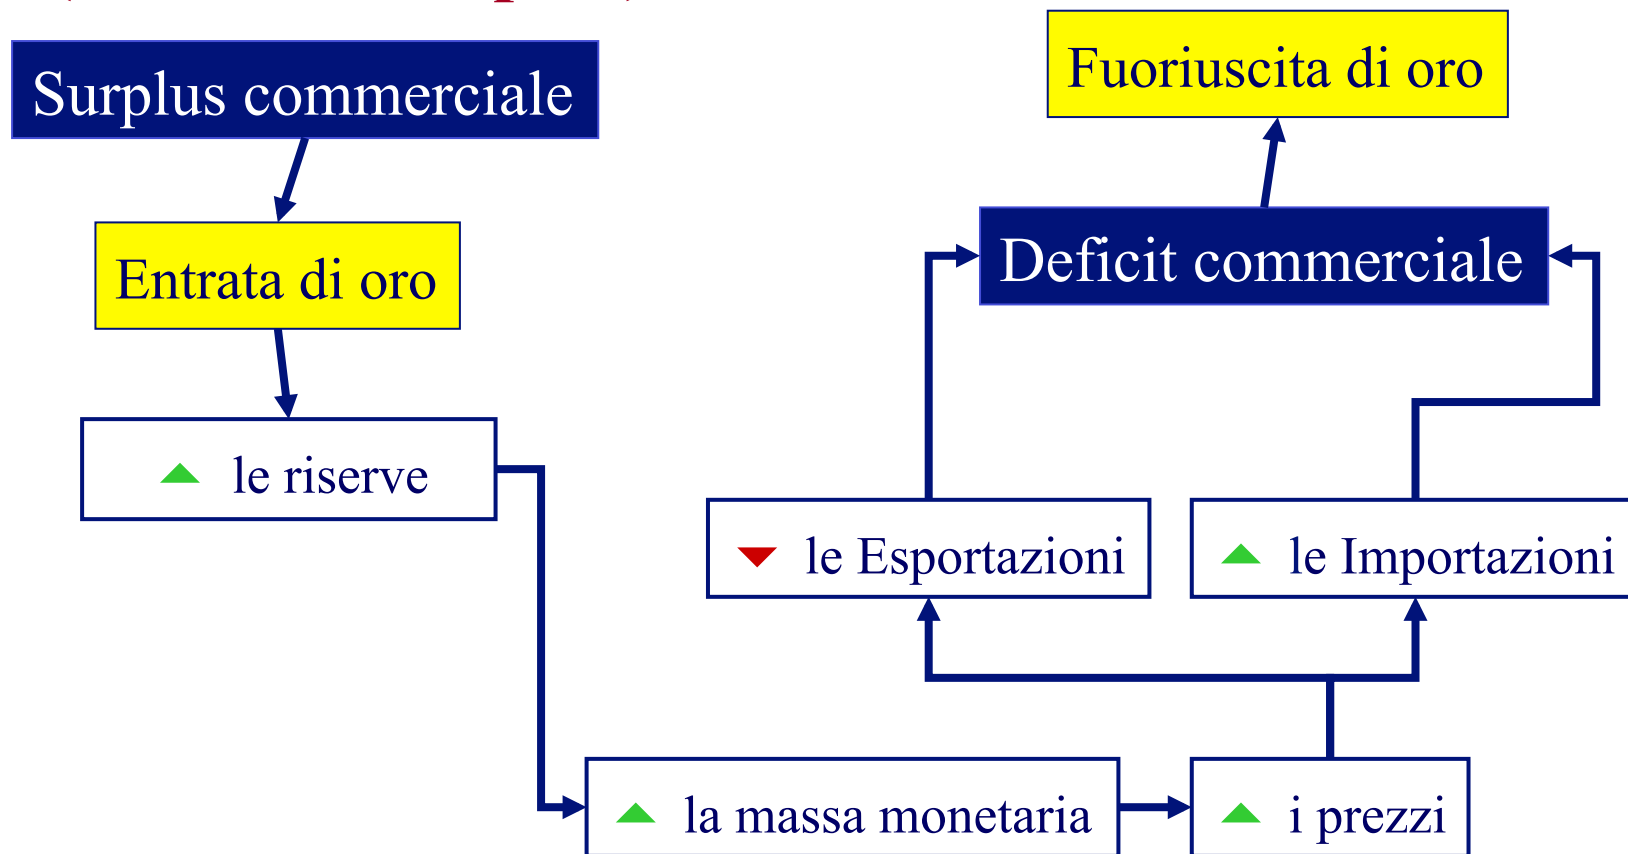 Surplus commerciale
Entrata di oro
le riserve
la massa monetaria
i prezzi
le Esportazioni
le Importazioni
Deficit commerciale
Fuoriuscita di oro